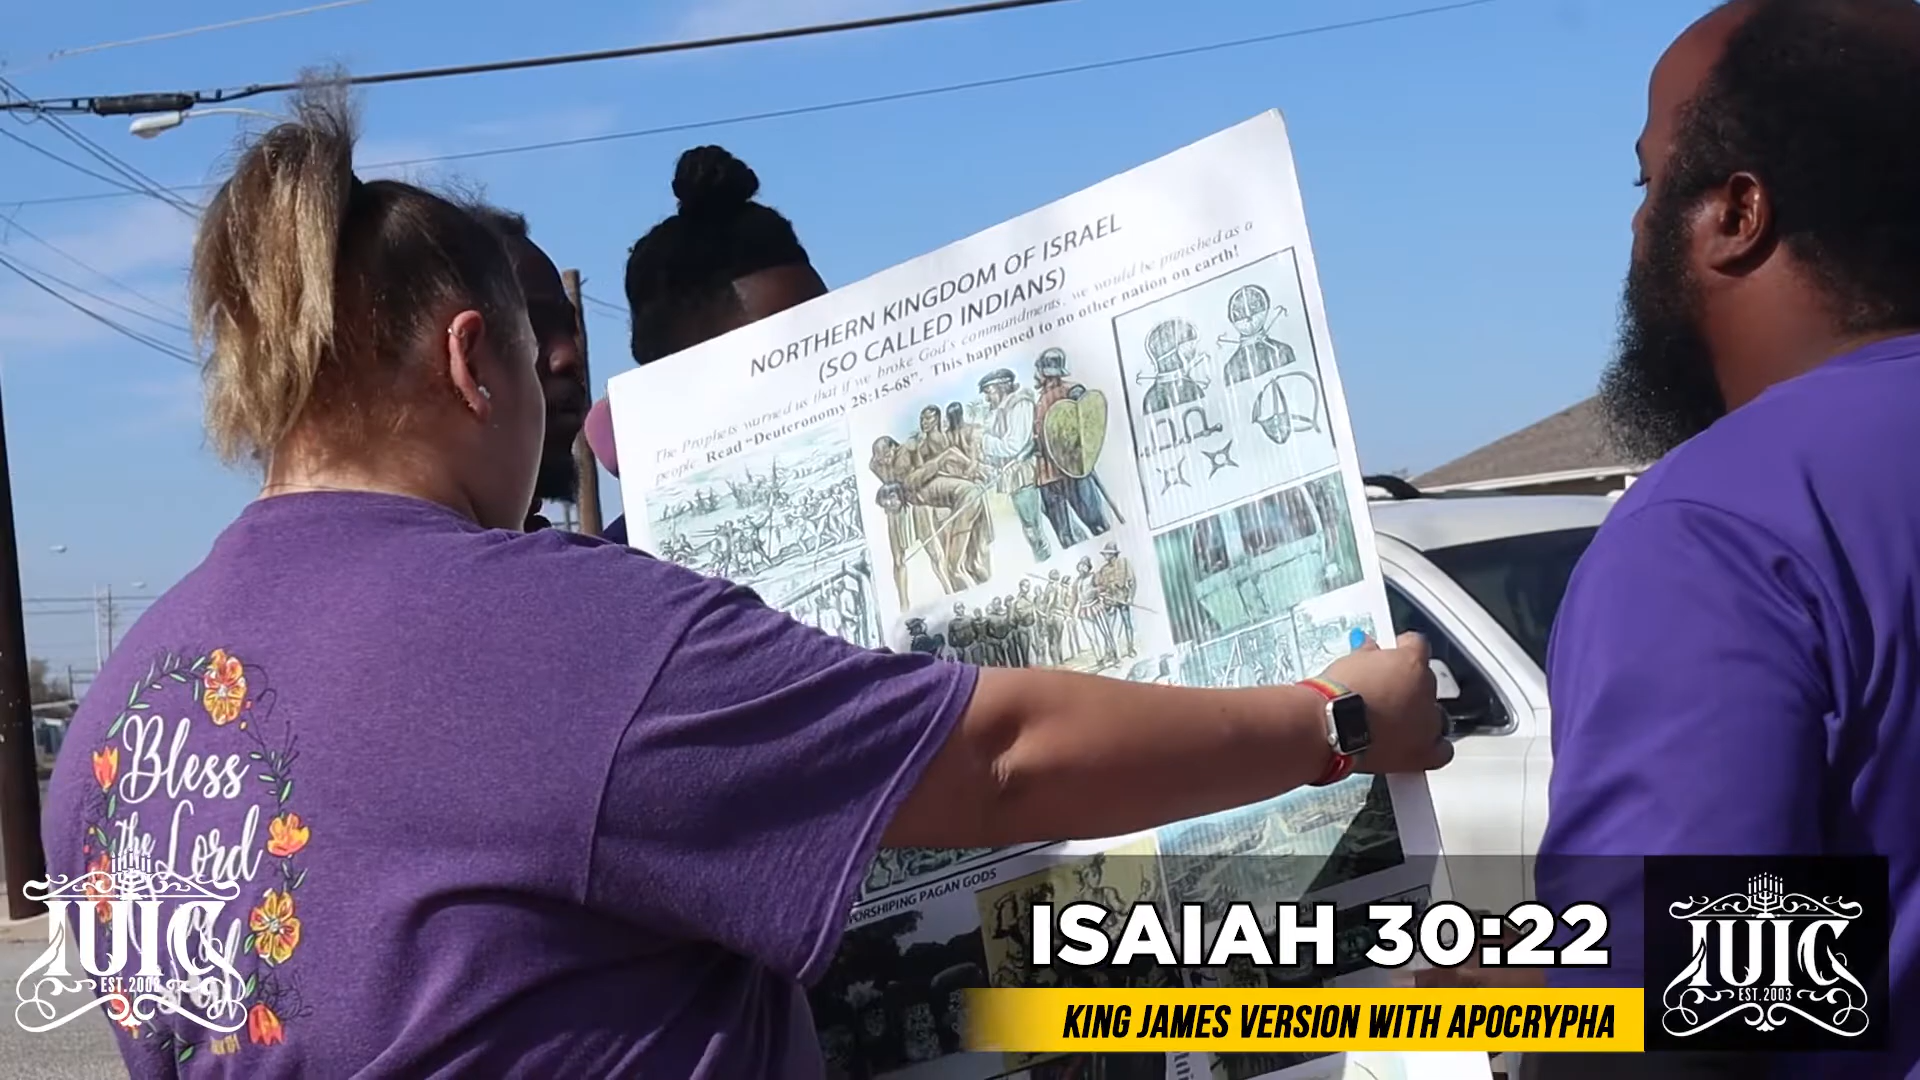 NORTHERN KINGDOM OF ISRAEL
(SO CALLED INDIANS)
The Prophets warned us that if we broke God's commandments, we would be punished as a
people. Read "Deuteronomy 28:15-68". This happened to no other nation on earth!
Bless
the Lord
WORSHIPING PAGAN GODS
IUIC
EST. 2003
ISAIAH 30:22
KING JAMES VERSION WITH APOCRYPHA
IUIC
EST. 2003